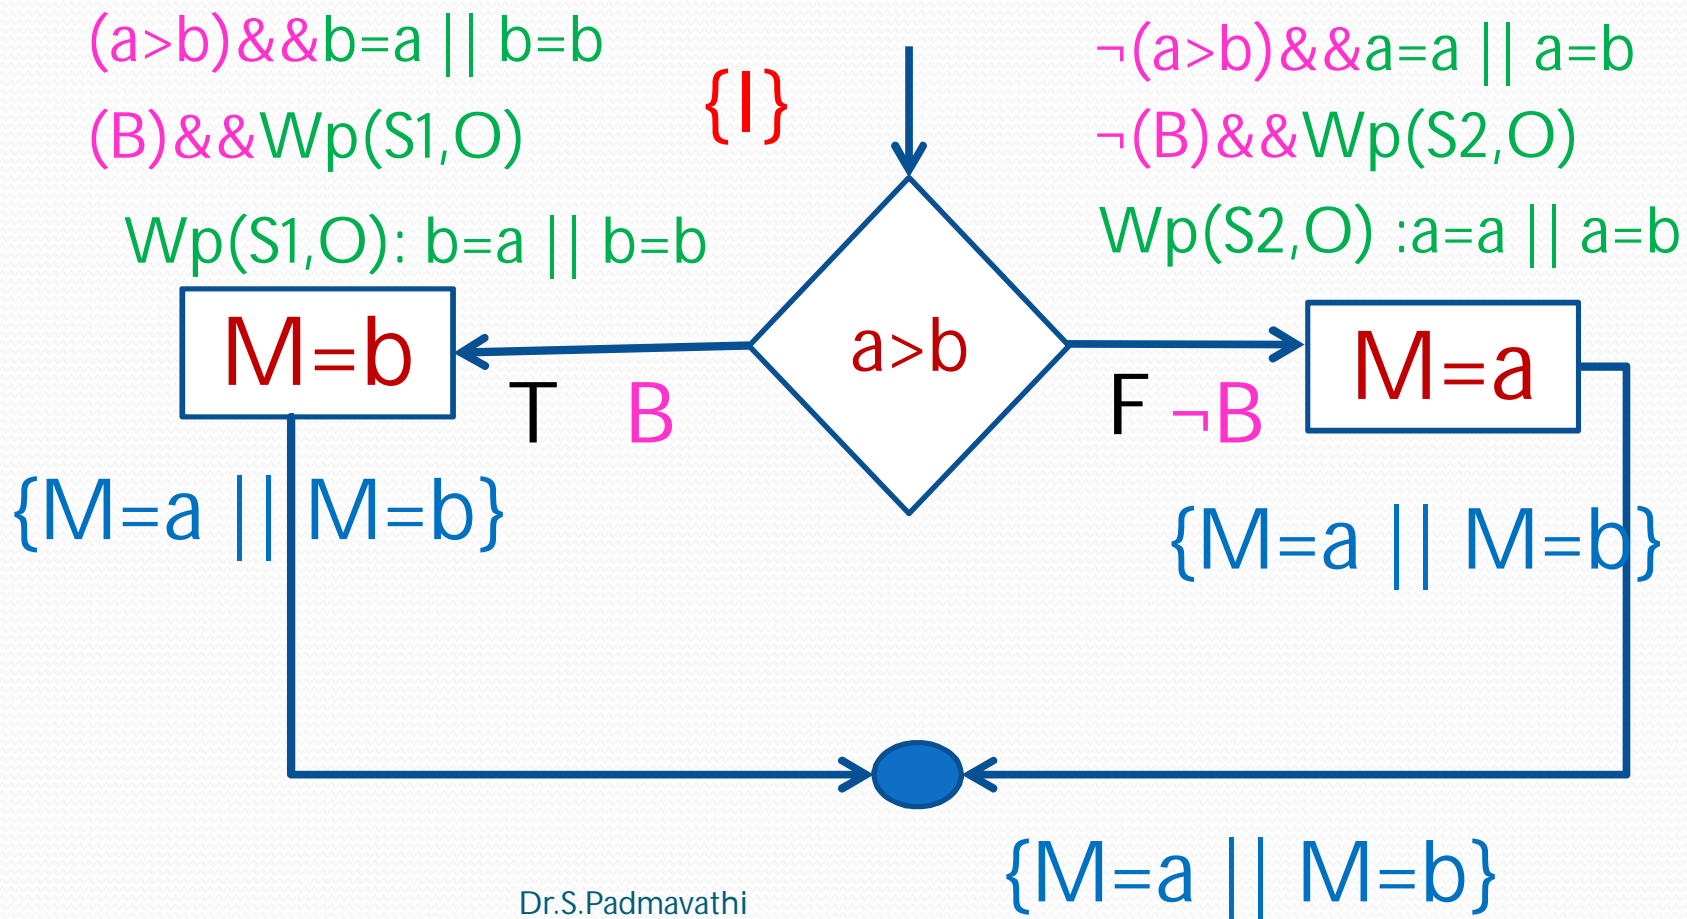 (a>b)&&b=a || b=b
(B)&&Wp(S1,O)
Wp(S1,O): b=a || b=b
{I}
¬(a>b)&&a=a || a=b
¬(B)&&Wp(S2,O)
Wp(S2,O) :a=a || a=b
M=b
a>b
M=a
T B
F ¬B
{M=a || M=b}
{M=a || M=b}
{M=a || M=b}
Dr.S.Padmavathi